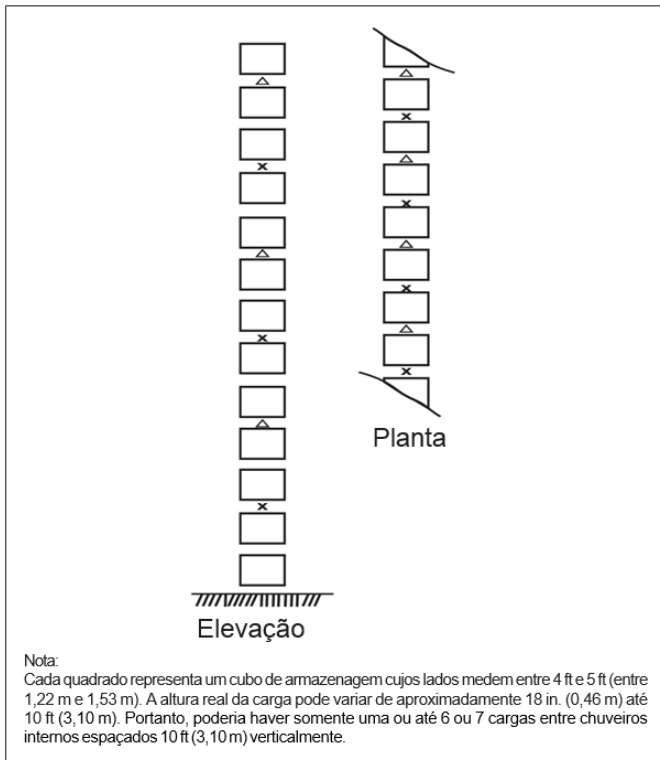 Planta
Elevação
Nota:
Cada quadrado representa um cubo de armazenagem cujos lados medem entre 4 ft e 5 ft (entre
1,22 m e 1,53 m). A altura real da carga pode variar de aproximadamente 18 in. (0,46 m) até
10 ft (3,10 m). Portanto, poderia haver somente uma ou até 6 ou 7 cargas entre chuveiros
internos espaçados 10 ft (3,10 m) verticalmente.